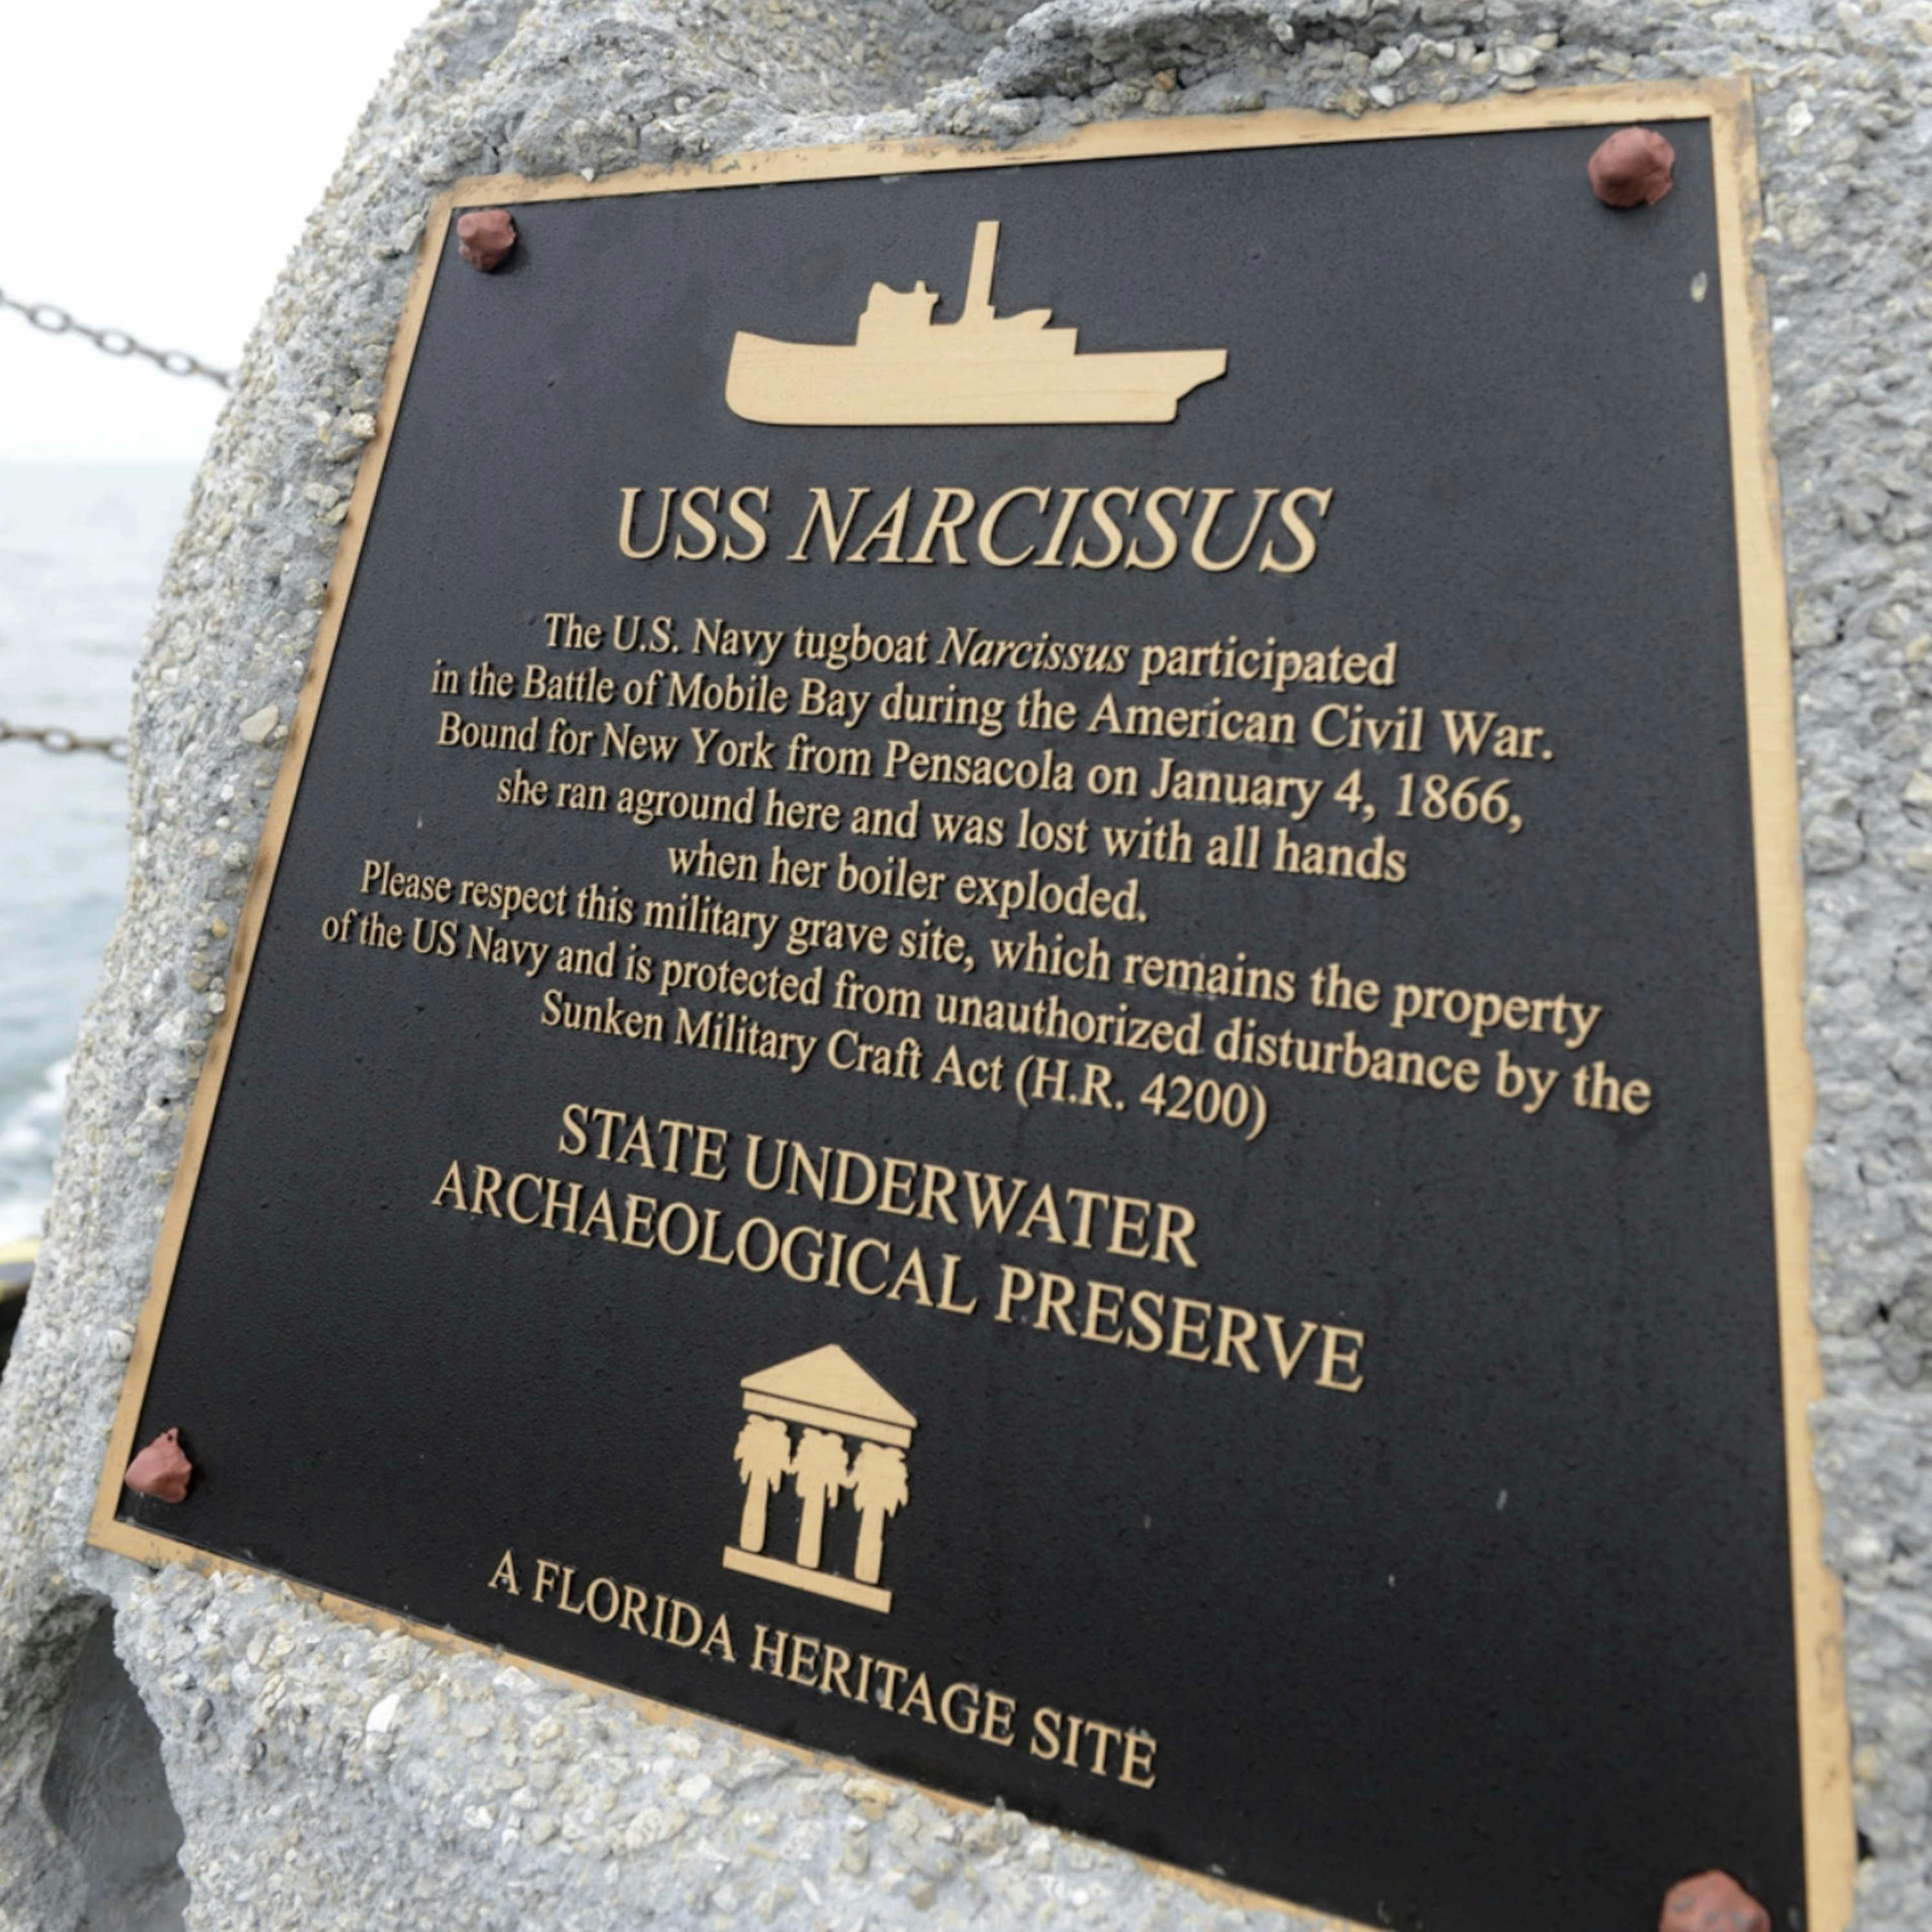 USS NARCISSUS
The U.S. Navy tugboat Narcissus participated
in the Battle of Mobile Bay during the American Civil War.
Bound for New York from Pensacola on January 4, 1866,
she ran aground here and was lost with all hands
when her boiler exploded.
Please respect this military grave site, which remains the property
of the US Navy and is protected from unauthorized disturbance by the
Sunken Military Craft Act (H.R. 4200)
STATE UNDERWATER
ARCHAEOLOGICAL PRESERVE
A FLORIDA HERITAGE SITE